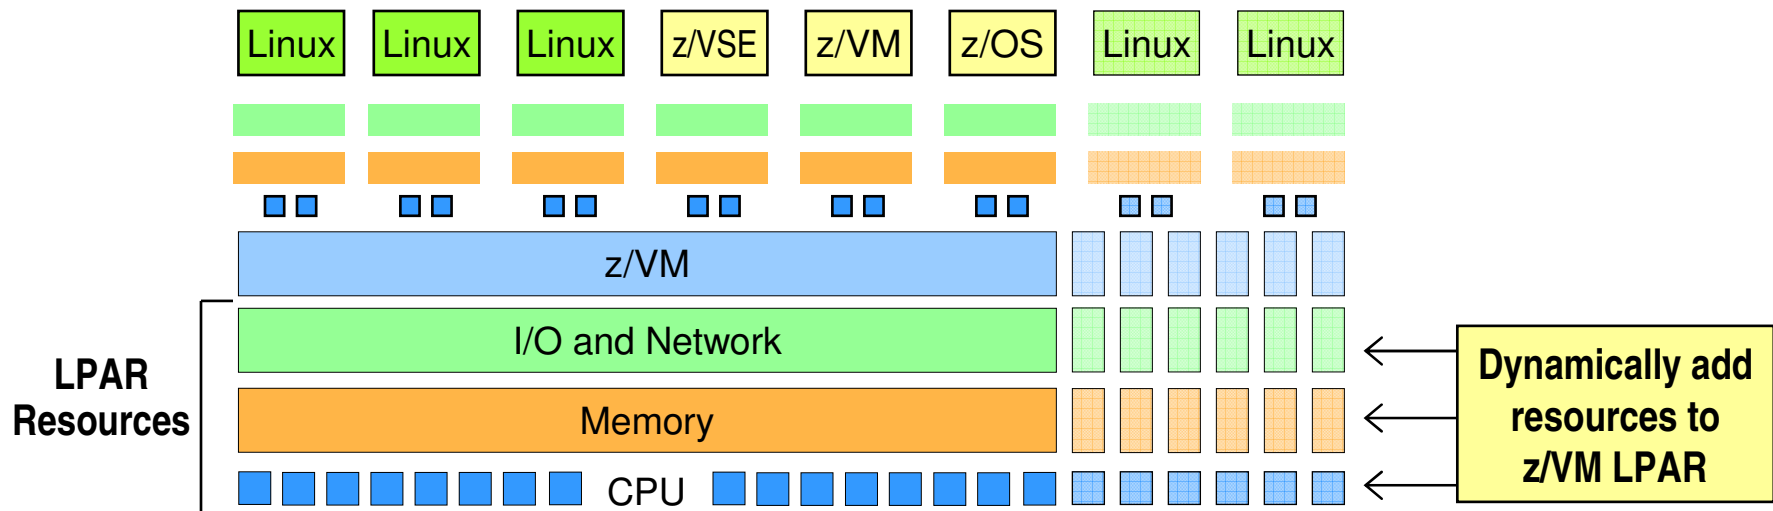 Linux Linux Linux z/VSE z/VM z/OS Linux Linux
z/VM
I/O and Network
LPAR
Resources
Memory
CPU
Dynamically add
resources to
z/VM LPAR